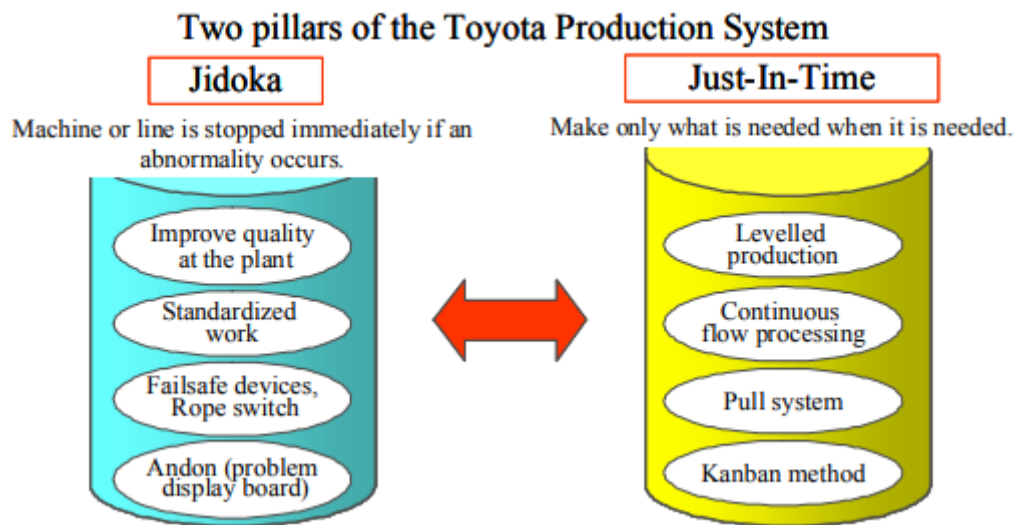 Two pillars of the Toyota Production System
Jidoka
Machine or line is stopped immediately if an
abnormality occurs.
Improve quality
at the plant
Standardized
work
Failsafe devices,
Rope switch
Andon (problem
display board)
Just-In-Time
Make only what is needed when it is needed.
Levelled
production
Continuous
flow processing
Pull system
Kanban method